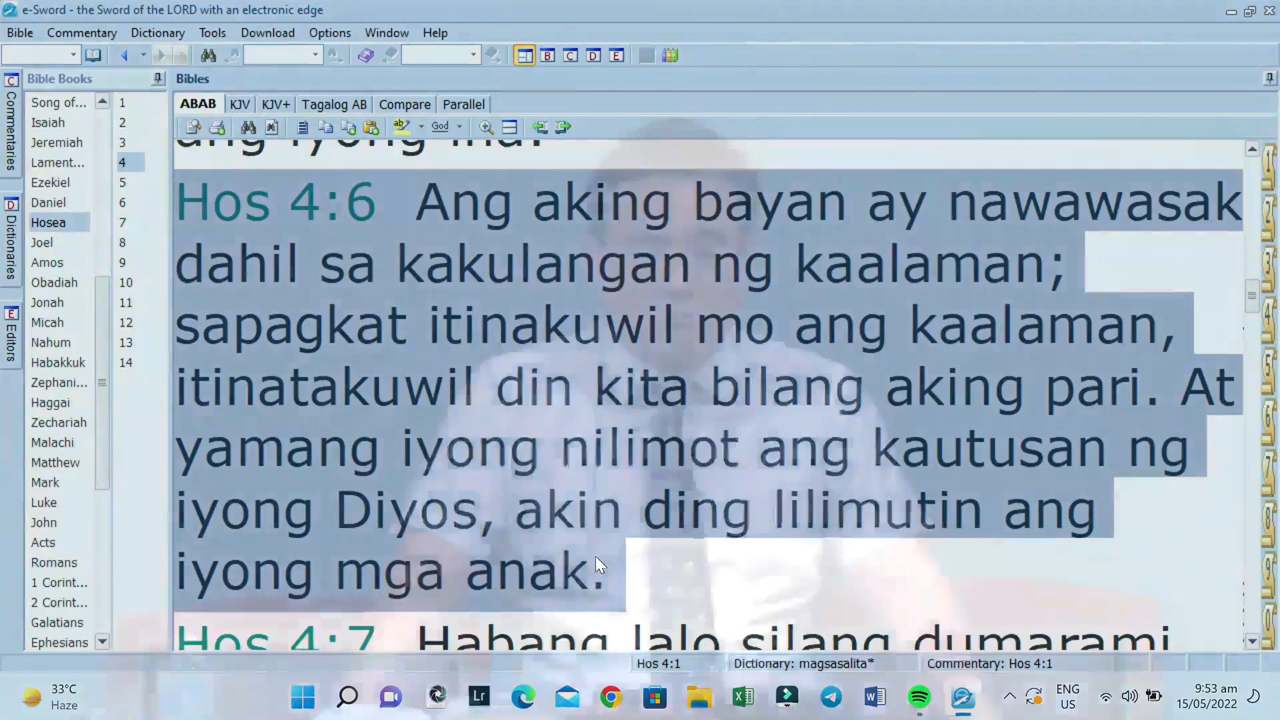 e-Sword - the Sword of the LORD with an electronic edge
Bible Commentary Dictionary Tools Download Options Window Help
B C D E
Bible Books
Bibles
C Commentaries
D Dictionaries
E Editors
ABAB KJV KJV+ Tagalog AB Compare Parallel
God
Song of... 1
Isaiah 2
Jeremiah 3
Lament... 4
Ezekiel 5
Daniel 6
Hosea 7
Joel 8
Amos 9
Obadiah 10
Jonah 11
Micah 12
Nahum 13
Habakkuk 14
Zephani...
Haggai
Zechariah
Malachi
Matthew
Mark
Luke
John
Acts
Romans
1 Corint...
2 Corint...
Galatians
Ephesians
ang iyong ina.
Hos 4:6 Ang aking bayan ay nawawasak
dahil sa kakulangan ng kaalaman;
sapagkat itinakuwil mo ang kaalaman,
itinatakuwil din kita bilang aking pari. At
yamang iyong nilimot ang kautusan ng
iyong Diyos, akin ding lilimutin ang
iyong mga anak.
Hos 4:7 Habang lalo silang dumarami
Hos 4:1 Dictionary: magsasalita* Commentary: Hos 4:1
33°C
Haze
Lr
ENG
US
9:53 am
15/05/2022